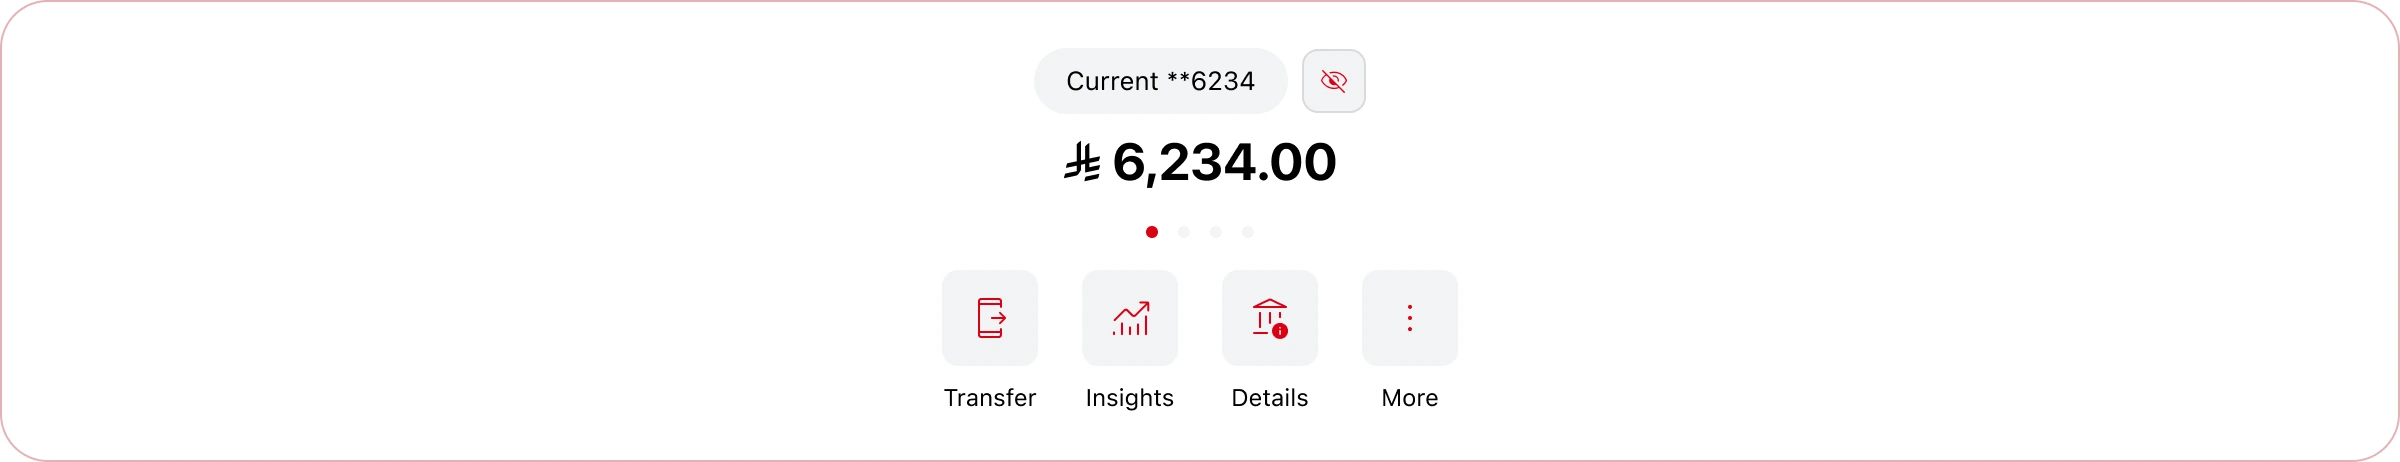 Current **6234
⃁ 6,234.00
Transfer
Insights
Details
More